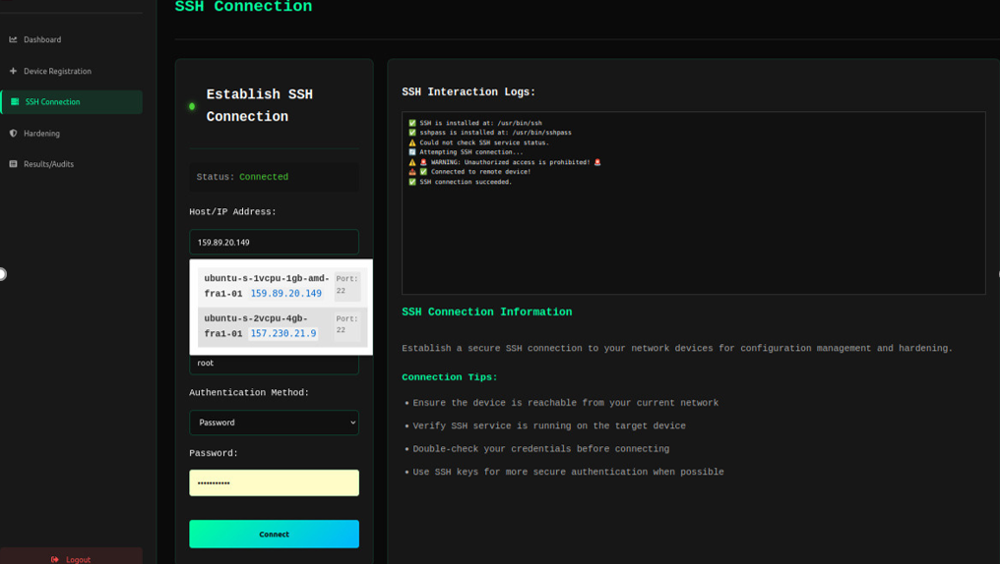 SSH Connection
Dashboard
Device Registration
SSH Connection
Hardening
Results/Audits
Logout
Establish SSH
Connection
Status: Connected
Host/IP Address:
159.89.20.149
ubuntu-s-1vcpu-1gb-amd-
fra1-01 159.89.20.149
Port:
22
ubuntu-s-2vcpu-4gb-
fra1-01 157.230.21.9
Port:
22
root
Authentication Method:
Password
Password:
•••••••••••
Connect
SSH Interaction Logs:
✅ SSH is installed at: /usr/bin/ssh
✅ sshpass is installed at: /usr/bin/sshpass
⚠️ Could not check SSH service status.
🔄 Attempting SSH connection...
⚠️ 🚨 WARNING: Unauthorized access is prohibited! 🚨
📤 ✅ Connected to remote device!
✅ SSH connection succeeded.
SSH Connection Information
Establish a secure SSH connection to your network devices for configuration management and hardening.
Connection Tips:
• Ensure the device is reachable from your current network
• Verify SSH service is running on the target device
• Double-check your credentials before connecting
• Use SSH keys for more secure authentication when possible